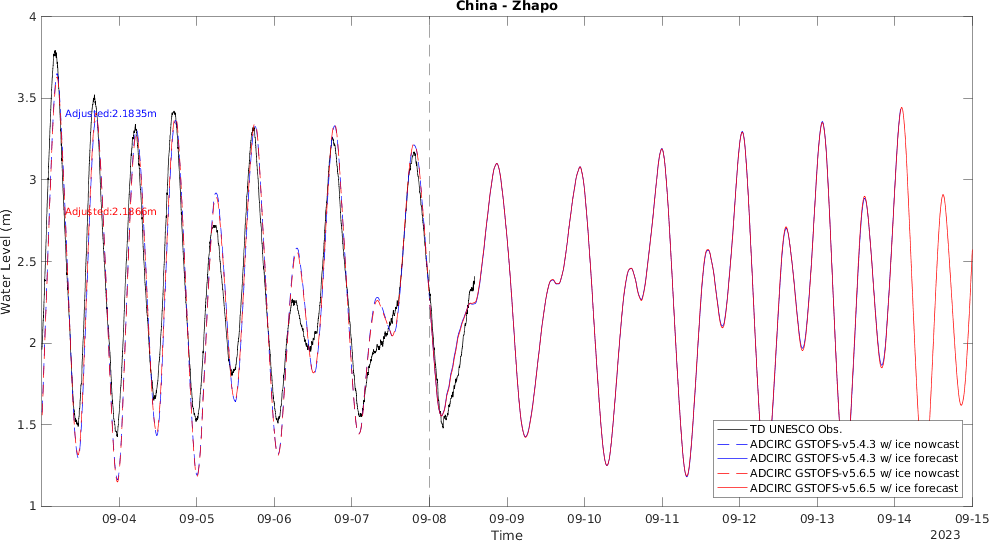 China - Zhapo
Water Level (m)
4
3.5
3
2.5
2
1.5
1
Adjusted:2.1835m
Adjusted:2.1866m
TD UNESCO Obs.
ADCIRC GSTOFS-v5.4.3 w/ ice nowcast
ADCIRC GSTOFS-v5.4.3 w/ ice forecast
ADCIRC GSTOFS-v5.6.5 w/ ice nowcast
ADCIRC GSTOFS-v5.6.5 w/ ice forecast
09-04 09-05 09-06 09-07 09-08 09-09 09-10 09-11 09-12 09-13 09-14 09-15
Time
2023